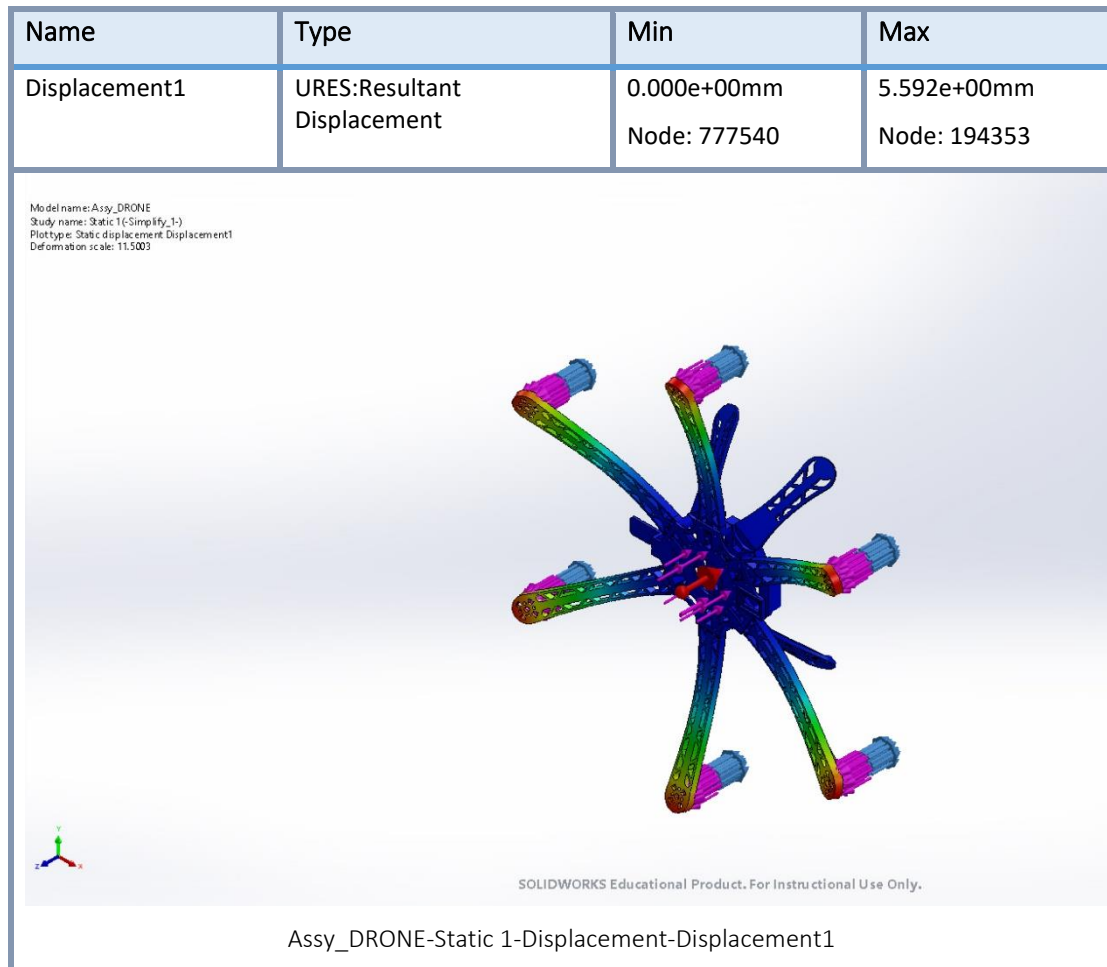 Name Type Min Max
Displacement1 URES:Resultant 0.000e+00mm 5.592e+00mm
Displacement Node: 777540 Node: 194353
Model name: Assy_DRONE
Study name: Static 1(-Simplify_1-)
Plot type: Static displacement Displacement1
Deformation scale: 11.5003
Y
Z X
SOLIDWORKS Educational Product. For Instructional Use Only.
Assy_DRONE-Static 1-Displacement-Displacement1